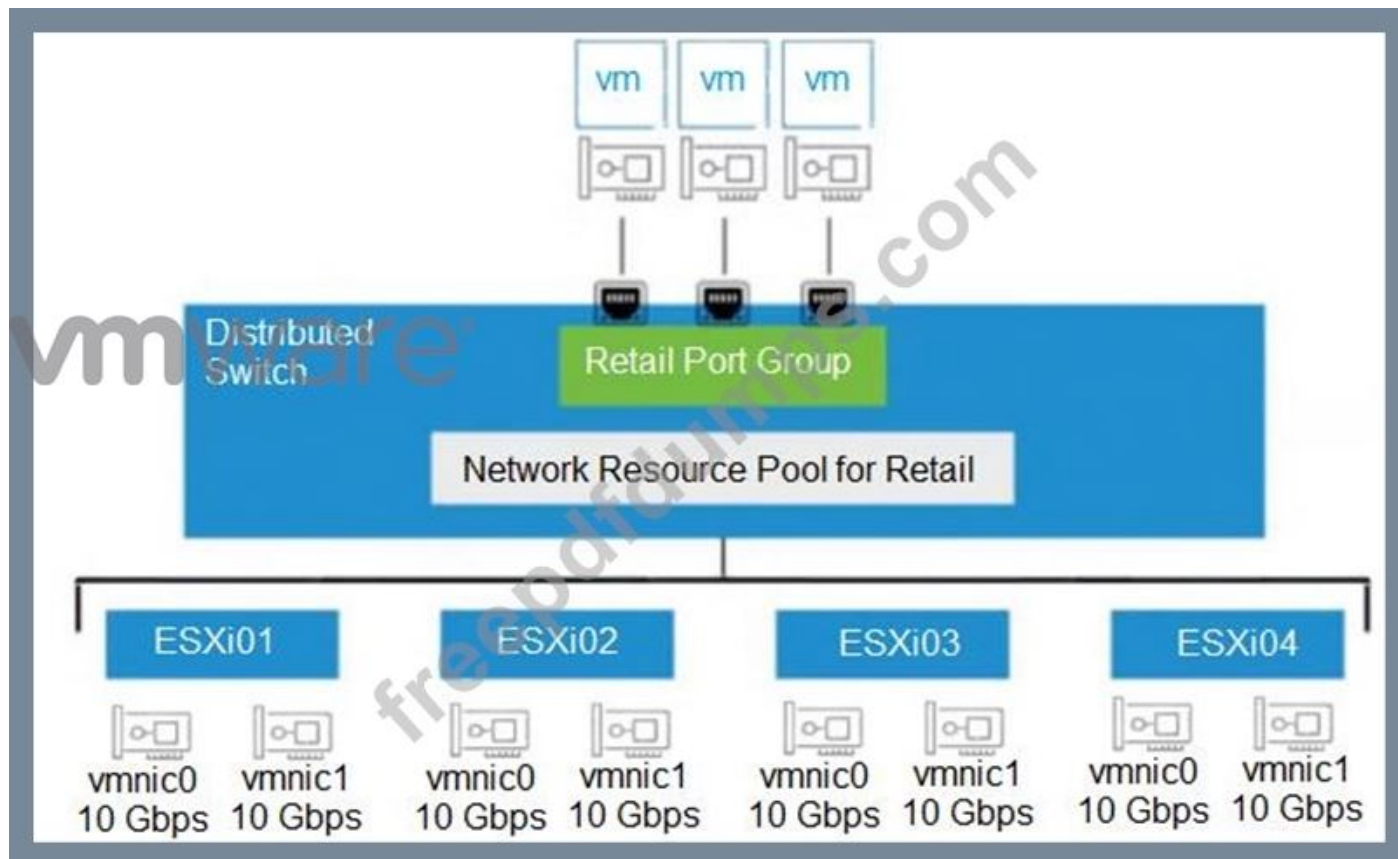 vm vm vm
Distributed
Switch
vmware
Retail Port Group
Network Resource Pool for Retail
freepdfdumps.com
ESXi01 ESXi02 ESXi03 ESXi04
vmnic0 vmnic1 vmnic0 vmnic1 vmnic0 vmnic1 vmnic0 vmnic1
10 Gbps 10 Gbps 10 Gbps 10 Gbps 10 Gbps 10 Gbps 10 Gbps 10 Gbps